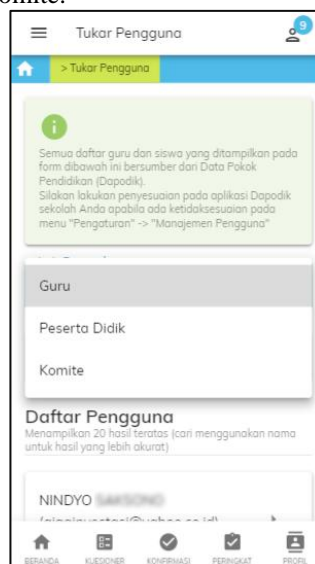 omite.
Tukar Pengguna
9
> Tukar Pengguna
Semua daftar guru dan siswa yang ditampilkan pada
form dibawah ini bersumber dari Data Pokok
Pendidikan (Dapodik).
Silakan lakukan penyesuaian pada aplikasi Dapodik
sekolah Anda apabila ada ketidaksesuaian pada
menu "Pengaturan" -> "Manajemen Pengguna"
Guru
Peserta Didik
Komite
Daftar Pengguna
Menampilkan 20 hasil teratas (cari menggunakan nama
untuk hasil yang lebih akurat)
NINDYO
BERANDA KUESIONER KONFIRMASI PERINGKAT PROFIL